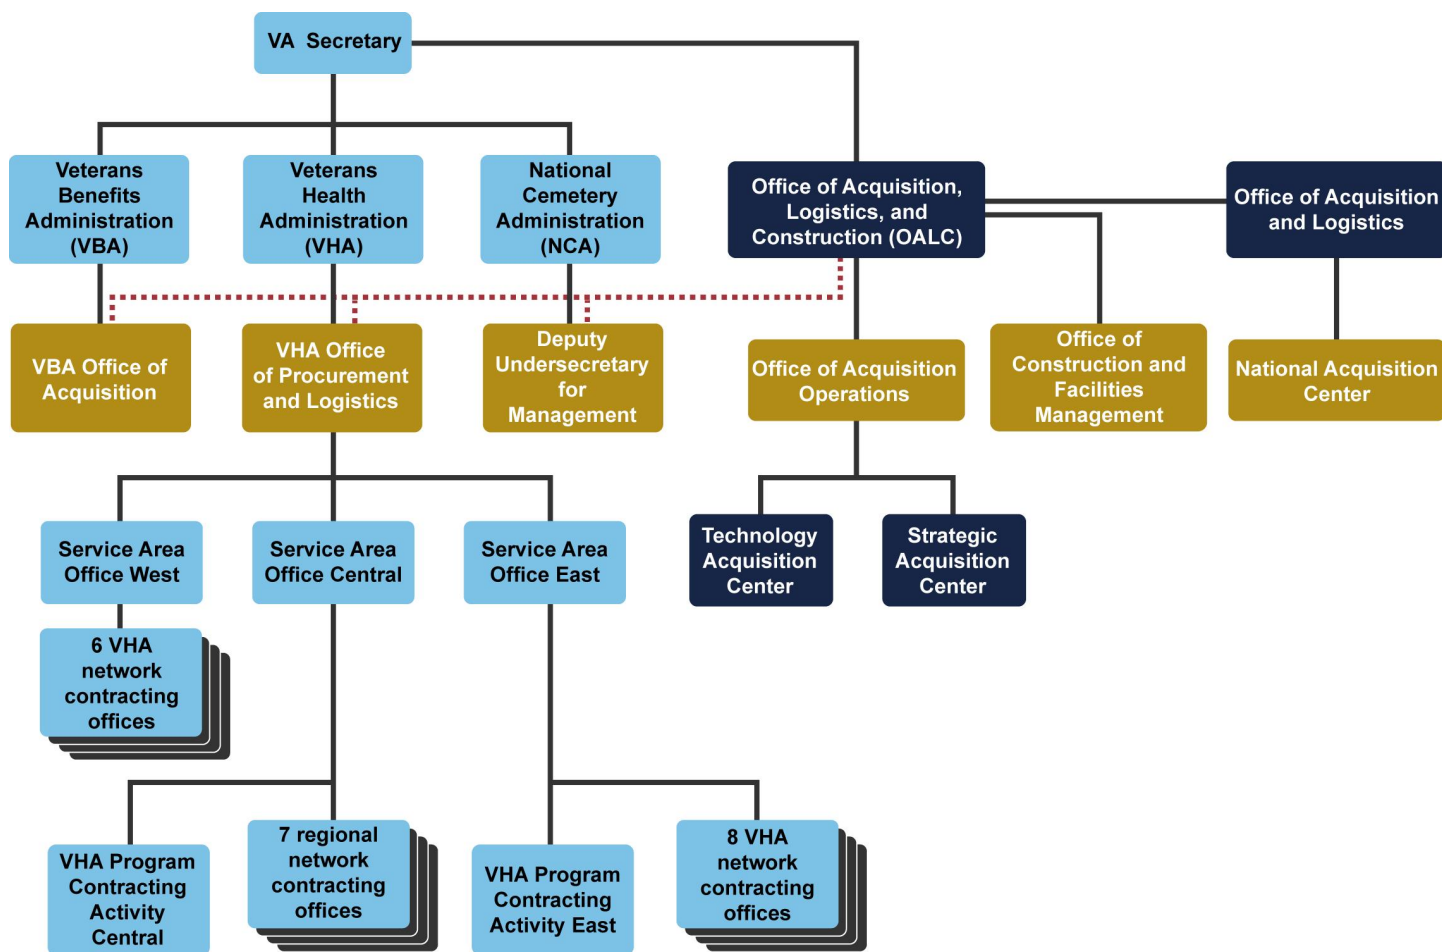 VA Secretary
Veterans
Benefits
Administration
(VBA)
Veterans
Health
Administration
(VHA)
National
Cemetery
Administration
(NCA)
Office of Acquisition,
Logistics, and
Construction (OALC)
Office of Acquisition
and Logistics
VBA Office of
Acquisition
VHA Office
of Procurement
and Logistics
Deputy
Undersecretary
for
Management
Office of Acquisition
Operations
Office of
Construction and
Facilities
Management
National Acquisition
Center
Service Area
Office West
Service Area
Office Central
Service Area
Office East
Technology
Acquisition
Center
Strategic
Acquisition
Center
6 VHA
network
contracting
offices
VHA Program
Contracting
Activity
Central
7 regional
network
contracting
offices
VHA Program
Contracting
Activity East
8 VHA
network
contracting
offices